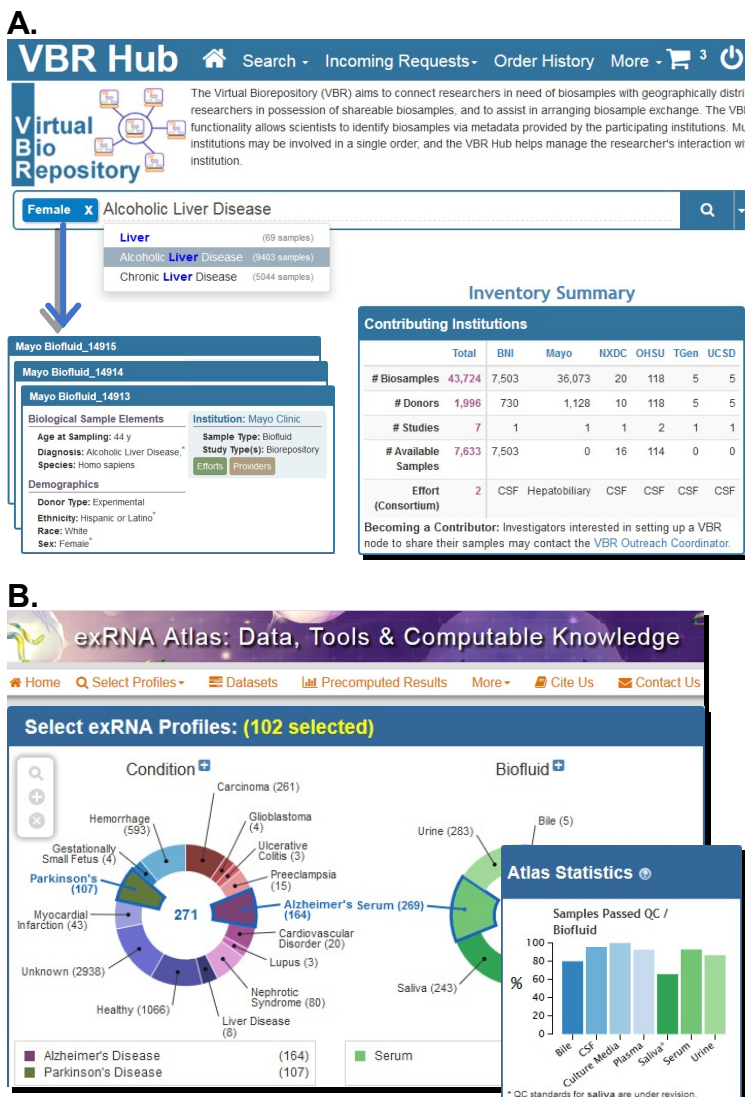 A.
VBR Hub Search Incoming Requests Order History More 3
The Virtual Biorepository (VBR) aims to connect researchers in need of biosamples with geographically distri
researchers in possession of shareable biosamples, and to assist in arranging biosample exchange. The VBR
functionality allows scientists to identify biosamples via metadata provided by the participating institutions. Mu
institutions may be involved in a single order, and the VBR Hub helps manage the researcher's interaction wi
institution.
Virtual
Bio
Repository
Female X Alcoholic Liver Disease
Liver (69 samples)
Alcoholic Liver Disease (9403 samples)
Chronic Liver Disease (5044 samples)
Mayo Biofluid_14915
Mayo Biofluid_14914
Mayo Biofluid_14913
Biological Sample Elements
Age at Sampling: 44 y
Diagnosis: Alcoholic Liver Disease,*
Species: Homo sapiens
Demographics
Donor Type: Experimental
Ethnicity: Hispanic or Latino*
Race: White
Sex: Female*
Institution: Mayo Clinic
Sample Type: Biofluid
Study Type(s): Biorepository
Efforts Providers
Inventory Summary
Contributing Institutions
Total BNI Mayo NXDC OHSU TGen UCSD
# Biosamples 43,724 7,503 36,073 20 118 5 5
# Donors 1,996 730 1,128 10 118 5 5
# Studies 7 1 1 1 2 1 1
# Available
Samples 7,633 7,503 0 16 114 0 0
Effort
(Consortium) 2 CSF Hepatobiliary CSF CSF CSF CSF
Becoming a Contributor: Investigators interested in setting up a VBR
node to share their samples may contact the VBR Outreach Coordinator.
B.
exRNA Atlas: Data, Tools & Computable Knowledge
Home Select Profiles Datasets Precomputed Results More Cite Us Contact Us
Select exRNA Profiles: (102 selected)
Condition
Carcinoma (261)
Glioblastoma
(4)
Ulcerative
Colitis (3)
Preeclampsia
(15)
Alzheimer's
(164)
Cardiovascular
Disorder (20)
Lupus (3)
Nephrotic
Syndrome (80)
Liver Disease
(8)
Healthy (1066)
Unknown (2938)
Myocardial
Infarction (43)
Parkinson's
(107)
Gestationally
Small Fetus (4)
Hemorrhage
(593)
271
Alzheimer's Disease (164)
Parkinson's Disease (107)
Biofluid
Urine (283)
Bile (5)
Serum (269)
Saliva (243)
Serum
Atlas Statistics
Samples Passed QC /
Biofluid
%
100
80
60
40
20
0
Bile
CSF
Culture Media
Plasma
Saliva*
Serum
Urine
* QC standards for saliva are under revision.